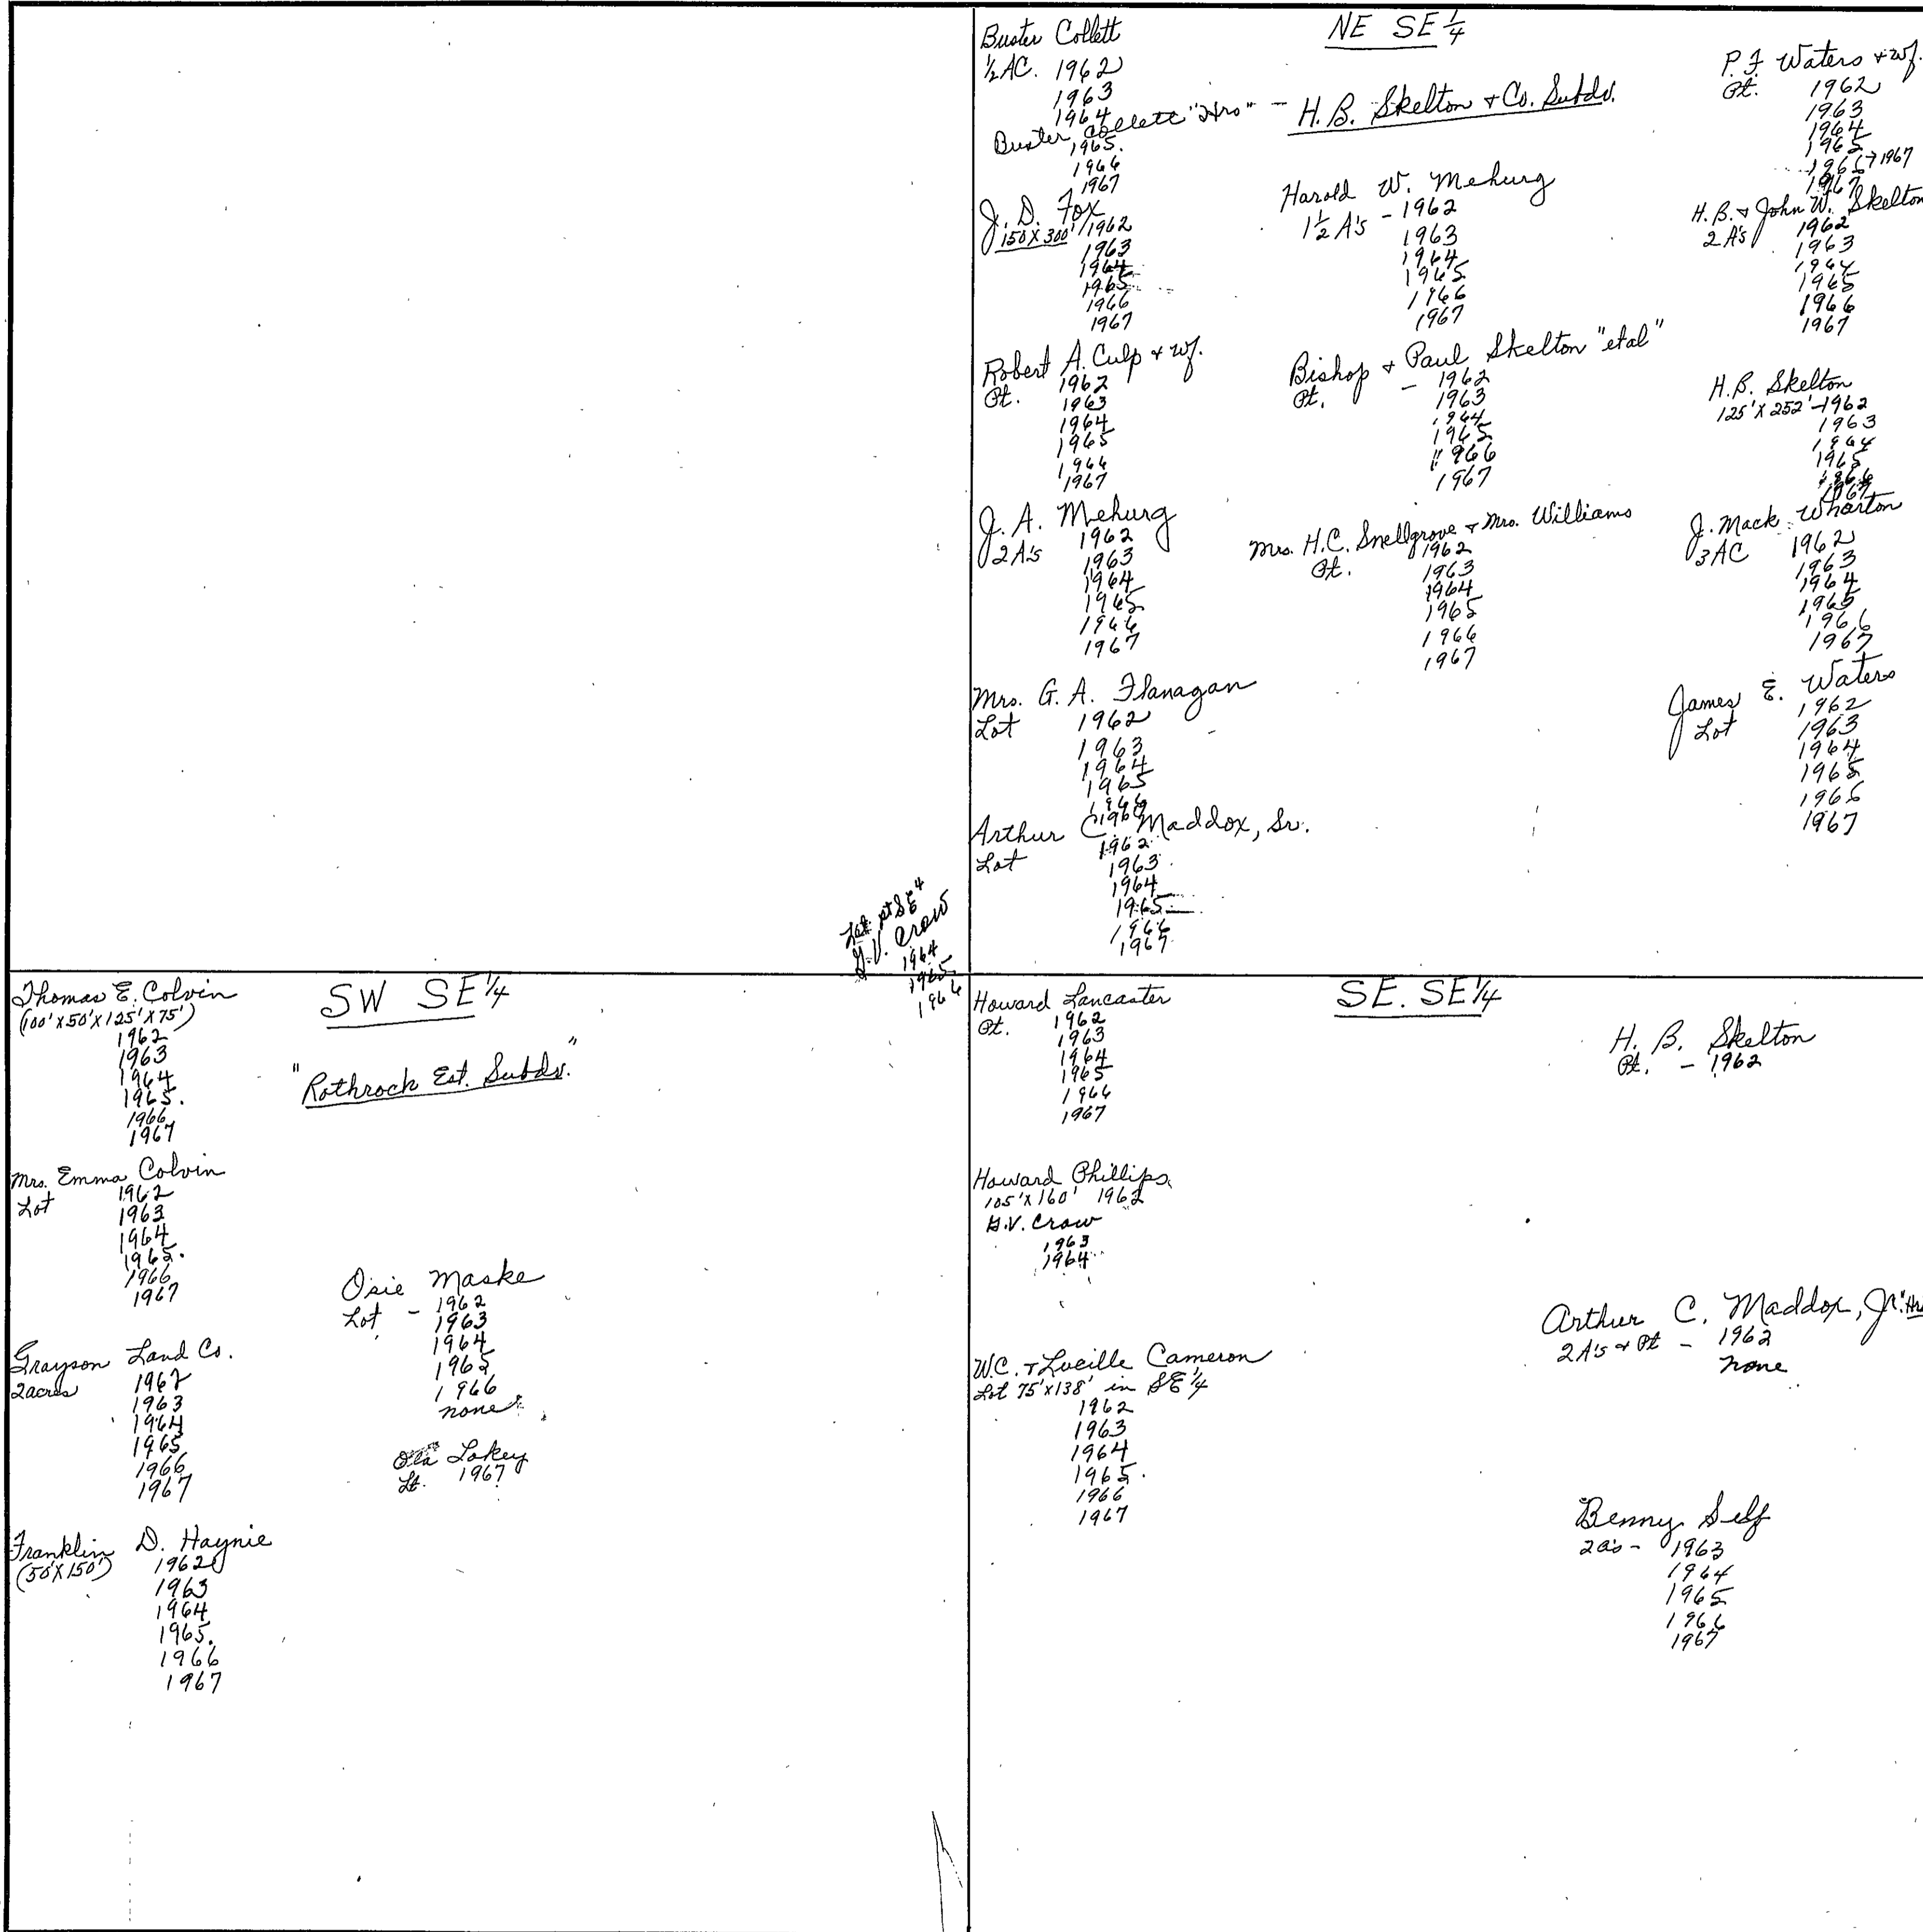 NE SE 1/4
Buster Collett
1/2 AC. 1962
1963
1964
Buster Collett "Hrs" - H.B. Skelton + Co. Subdv.
1965.
1966
1967
J. D. Fox
150 X 300' 1962
1963
1964
1965
1966
1967
Robert A. Culp + wf.
Pt. 1962
1963
1964
1965
1966
1967
J. A. Mehurg
2 A's 1962
1963
1964
1965
1966
1967
Mrs. G. A. Flanagan
Lot 1962
1963
1964
1965
1966
Arthur C. Maddox, Sr.
Lot 1962
1963
1964
1965
1966
1967
Harold W. Mehurg
1 1/2 A's - 1962
1963
1964
1965
1966
1967
Bishop + Paul Skelton "etal"
Pt. - 1962
1963
1964
1965
1966
1967
Mrs. H.C. Snellgrove + Mrs. Williams
Pt. 1962
1963
1964
1965
1966
1967
P. F. Waters + wf.
Pt. 1962
1963
1964
1965
1966 + 1967
1967
H. B. + John W. Skelton
2 A's 1962
1963
1964
1965
1966
1967
H.B. Skelton
125' X 252' - 1962
1963
1964
1965
1966
1967
J. Mack Wharton
3 AC 1962
1963
1964
1965
1966
1967
James E. Waters
Lot 1962
1963
1964
1965
1966
1967
Lot pt SE 4
G.V. Crow
1964
1965
1966
SW SE 1/4
"Rothrock Est. Subdv."
Thomas E. Colvin
(100' X 50' X 125' X 75')
1962
1963
1964
1965.
1966
1967
Mrs. Emma Colvin
Lot 1962
1963
1964
1965.
1966
1967
Grayson Land Co.
2 acres 1962
1963
1964
1965
1966
1967
Franklin D. Haynie
(50' X 150') 1962
1963
1964
1965.
1966
1967
Osie Maske
Lot - 1962
1963
1964
1965
1966
none
Ola Lokey
Lt. 1967
SE. SE 1/4
Howard Lancaster
Pt. 1962
1963
1964
1965
1966
1967
Howard Phillips
105' X 160' 1962
G.V. Crow
1963
1964
W.C. + Lucille Cameron
Lot 75' X 138' in SE 1/4
1962
1963
1964
1965.
1966
1967
H. B. Skelton
Pt. - 1962
Arthur C. Maddox, Jr. "Hrs
2 A's + Pt - 1962
none
Benny Self
2 a's - 1963
1964
1965
1966
1967